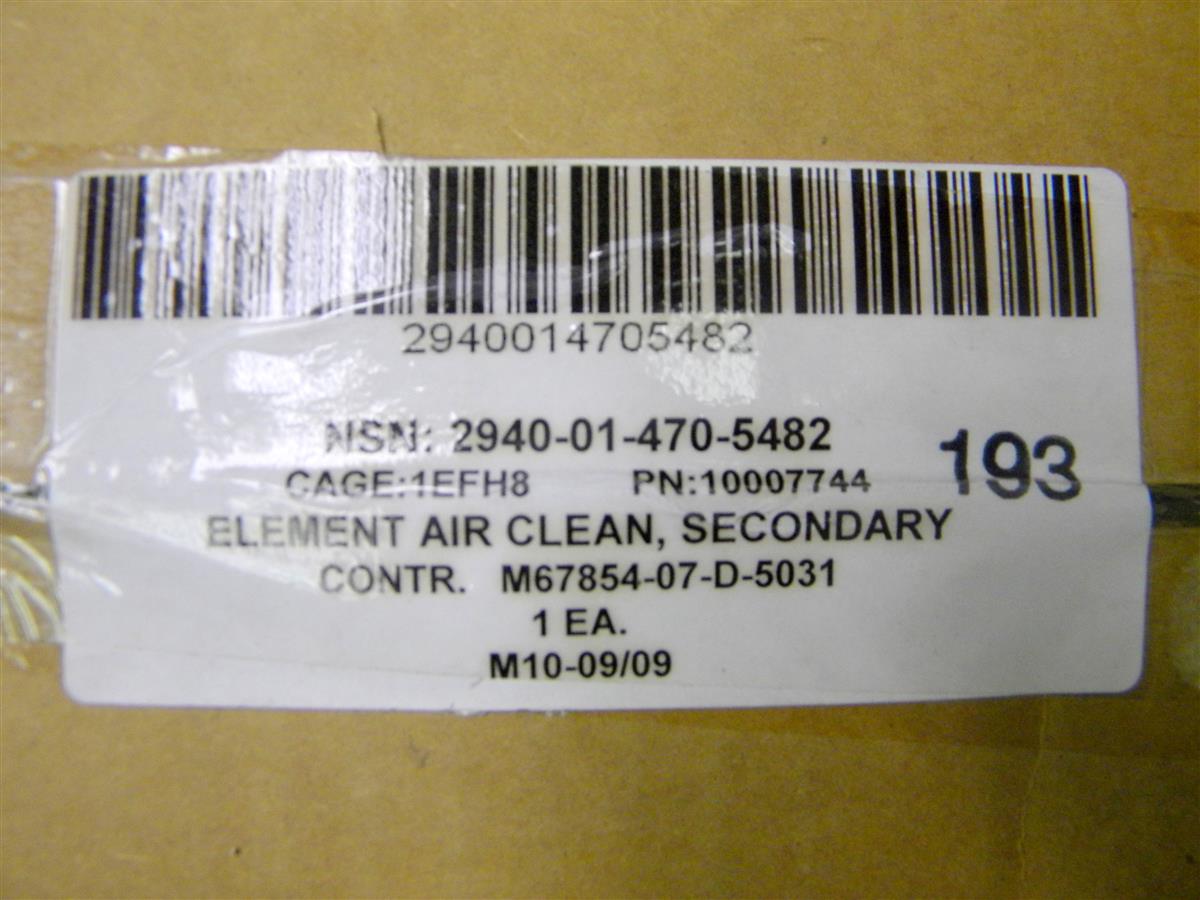 2940014705482
NSN: 2940-01-470-5482
CAGE:1EFH8 PN:10007744
193
ELEMENT AIR CLEAN, SECONDARY
CONTR. M67854-07-D-5031
1 EA.
M10-09/09